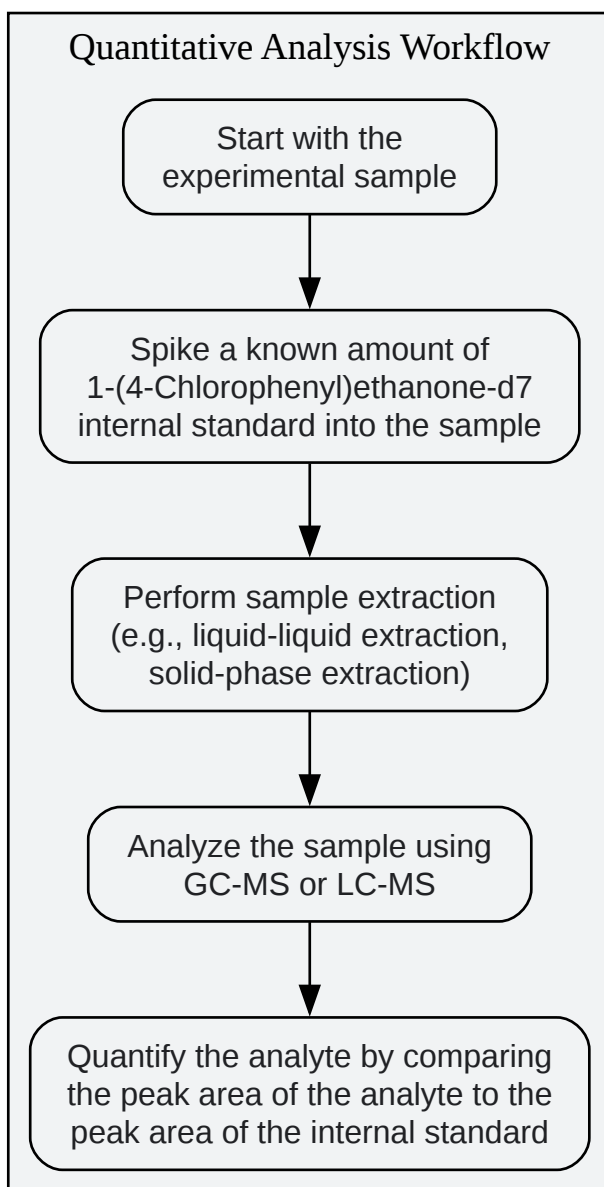 Quantitative Analysis Workflow
Start with the
experimental sample
Spike a known amount of
1-(4-Chlorophenyl)ethanone-d7
internal standard into the sample
Perform sample extraction
(e.g., liquid-liquid extraction,
solid-phase extraction)
Analyze the sample using
GC-MS or LC-MS
Quantify the analyte by comparing
the peak area of the analyte to the
peak area of the internal standard